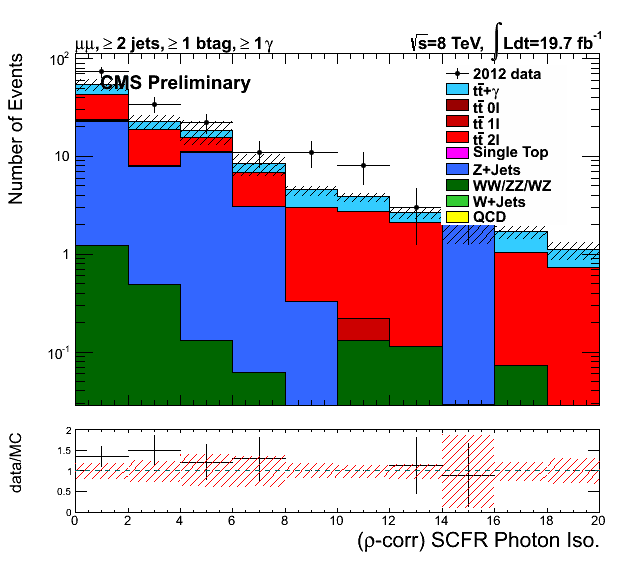 μμ, ≥ 2 jets, ≥ 1 btag, ≥ 1 γ
√s=8 TeV, ∫ Ldt=19.7 fb⁻¹
CMS Preliminary
Number of Events
10²
10
1
10⁻¹
2012 data
tt̄+γ
tt̄ 0l
tt̄ 1l
tt̄ 2l
Single Top
Z+Jets
WW/ZZ/WZ
W+Jets
QCD
data/MC
2
1.5
1
0.5
0
0 2 4 6 8 10 12 14 16 18 20
(ρ-corr) SCFR Photon Iso.